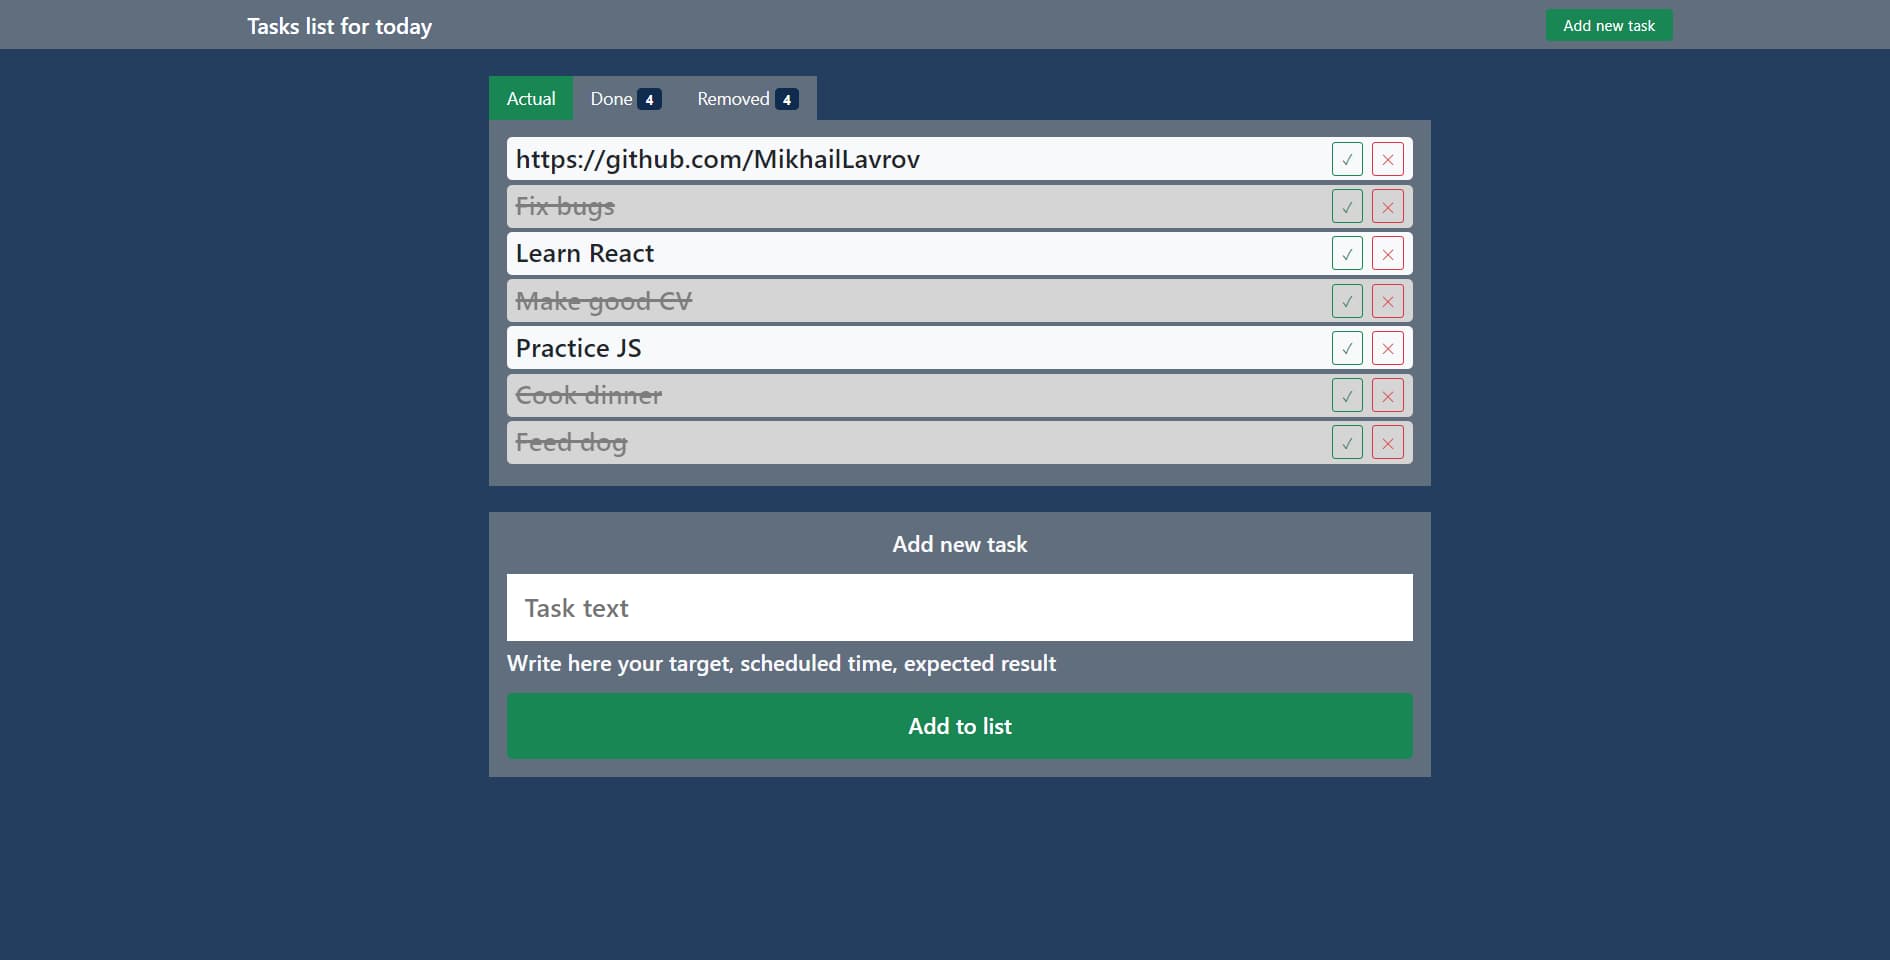 Tasks list for today
Add new task
Actual Done 4 Removed 4
https://github.com/MikhailLavrov
Fix bugs
Learn React
Make good CV
Practice JS
Cook dinner
Feed dog
Add new task
Task text
Write here your target, scheduled time, expected result
Add to list